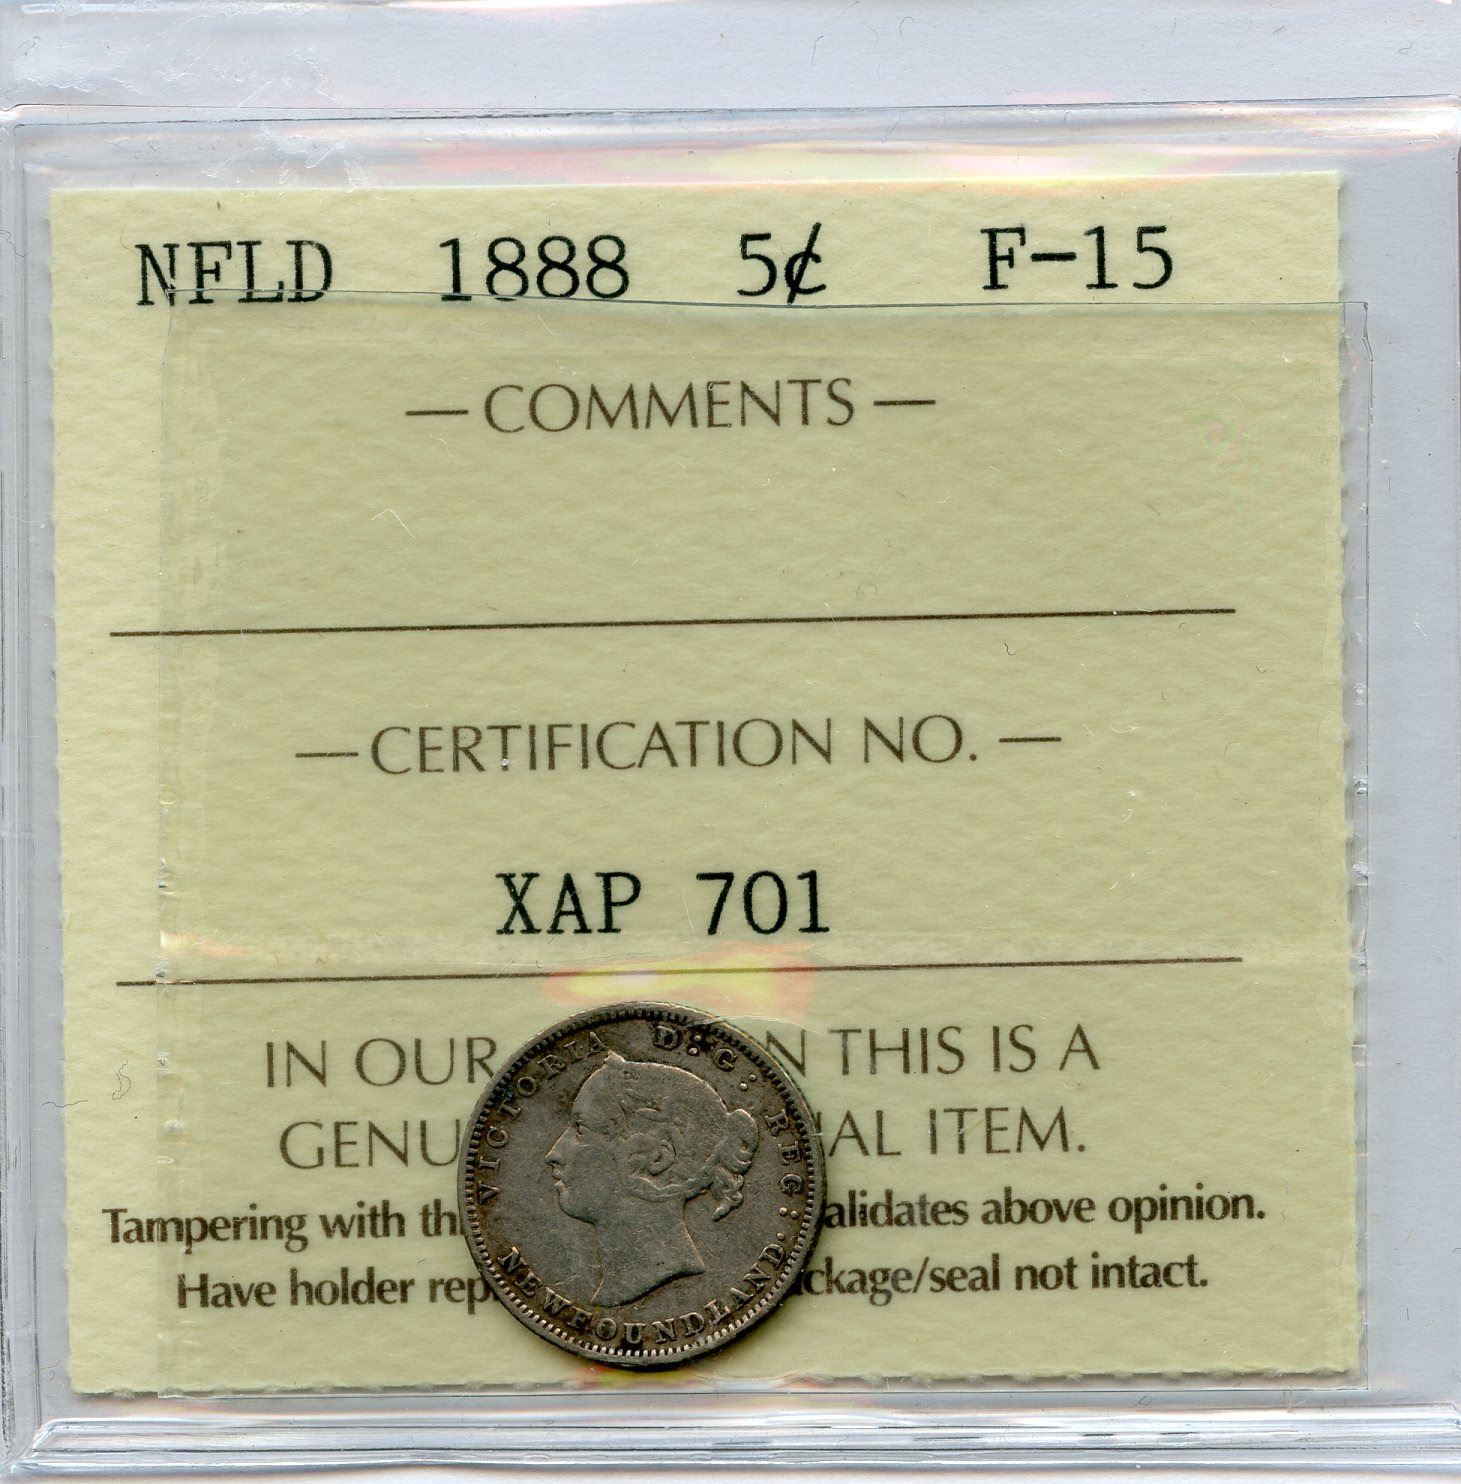 NFLD 1888 5¢ F-15
— COMMENTS —
— CERTIFICATION NO. —
XAP 701
IN OUR N THIS IS A
GENU AL ITEM.
Tampering with th alidates above opinion.
Have holder rep ckage/seal not intact.
VICTORIA D:G: REG:
NEWFOUNDLAND.